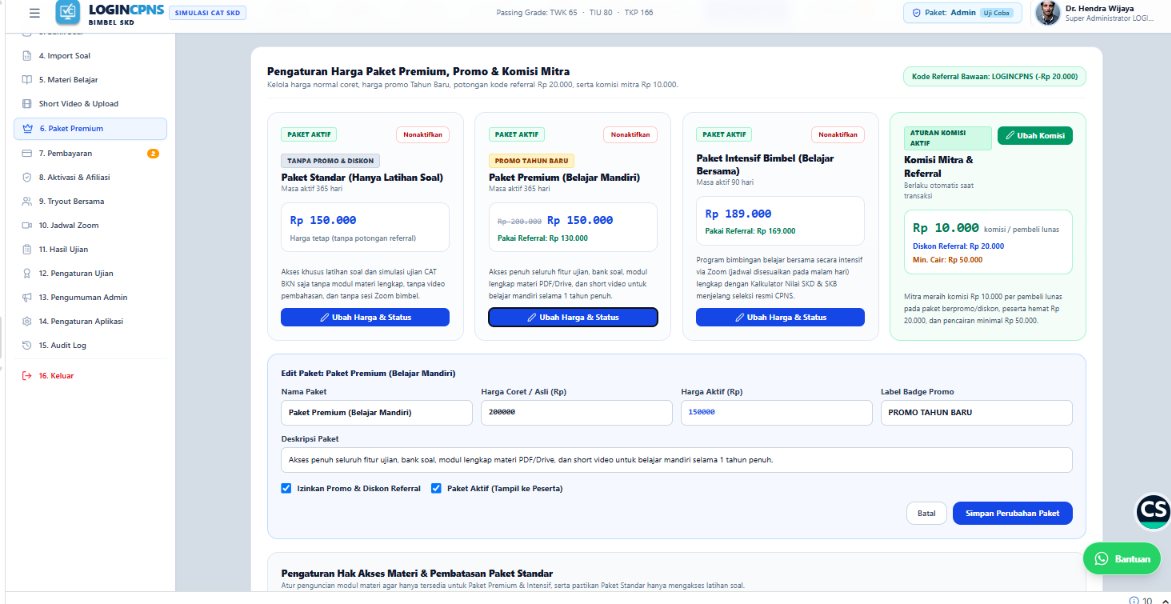 LOGINCPNS
BIMBEL SKD
SIMULASI CAT SKD
Passing Grade: TWK 65 · TIU 80 · TKP 166
Paket: Admin Uji Coba
Dr. Hendra Wijaya
Super Administrator LOGI...
4. Import Soal
5. Materi Belajar
Short Video & Upload
6. Paket Premium
7. Pembayaran 2
8. Aktivasi & Afiliasi
9. Tryout Bersama
10. Jadwal Zoom
11. Hasil Ujian
12. Pengaturan Ujian
13. Pengumuman Admin
14. Pengaturan Aplikasi
15. Audit Log
16. Keluar
Pengaturan Harga Paket Premium, Promo & Komisi Mitra
Kelola harga normal coret, harga promo Tahun Baru, potongan kode referral Rp 20.000, serta komisi mitra Rp 10.000.
Kode Referral Bawaan: LOGINCPNS (-Rp 20.000)
PAKET AKTIF
Nonaktifkan
TANPA PROMO & DISKON
Paket Standar (Hanya Latihan Soal)
Masa aktif 365 hari
Rp 150.000
Harga tetap (tanpa potongan referral)
Akses khusus latihan soal dan simulasi ujian CAT
BKN saja tanpa modul materi lengkap, tanpa video
pembahasan, dan tanpa sesi Zoom bimbel.
Ubah Harga & Status
PAKET AKTIF
Nonaktifkan
PROMO TAHUN BARU
Paket Premium (Belajar Mandiri)
Masa aktif 365 hari
Rp 200.000 Rp 150.000
Pakai Referral: Rp 130.000
Akses penuh seluruh fitur ujian, bank soal, modul
lengkap materi PDF/Drive, dan short video untuk
belajar mandiri selama 1 tahun penuh.
Ubah Harga & Status
PAKET AKTIF
Nonaktifkan
Paket Intensif Bimbel (Belajar
Bersama)
Masa aktif 90 hari
Rp 189.000
Pakai Referral: Rp 169.000
Program bimbingan belajar bersama secara intensif
via Zoom (jadwal disesuaikan pada malam hari)
lengkap dengan Kalkulator Nilai SKD & SKB
menjelang seleksi resmi CPNS.
Ubah Harga & Status
ATURAN KOMISI
AKTIF
Ubah Komisi
Komisi Mitra &
Referral
Berlaku otomatis saat
transaksi
Rp 10.000 komisi / pembeli lunas
Diskon Referral: Rp 20.000
Min. Cair: Rp 50.000
Mitra meraih komisi Rp 10.000 per pembeli lunas
pada paket berpromo/diskon, peserta hemat Rp
20.000, dan pencairan minimal Rp 50.000.
Edit Paket: Paket Premium (Belajar Mandiri)
Nama Paket
Paket Premium (Belajar Mandiri)
Harga Coret / Asli (Rp)
200000
Harga Aktif (Rp)
150000
Label Badge Promo
PROMO TAHUN BARU
Deskripsi Paket
Akses penuh seluruh fitur ujian, bank soal, modul lengkap materi PDF/Drive, dan short video untuk belajar mandiri selama 1 tahun penuh.
Izinkan Promo & Diskon Referral
Paket Aktif (Tampil ke Peserta)
Batal
Simpan Perubahan Paket
CS
Bantuan
Pengaturan Hak Akses Materi & Pembatasan Paket Standar
Atur penguncian modul materi agar hanya tersedia untuk Paket Premium & Intensif, serta pastikan Paket Standar hanya mengakses latihan soal.
10